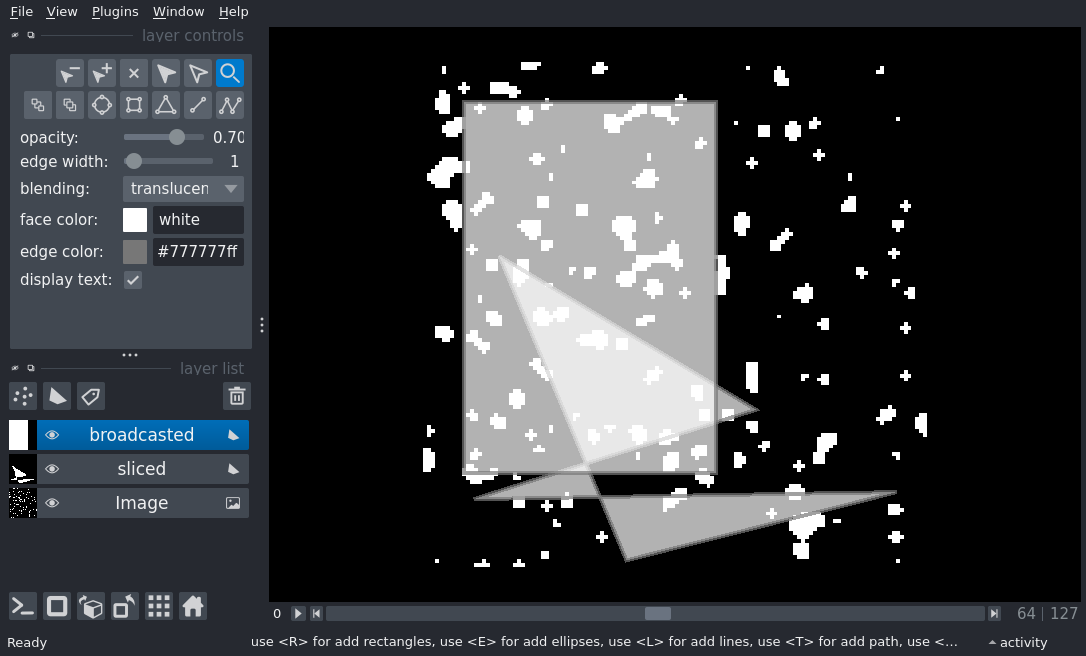 File View Plugins Window Help
layer controls
opacity: 0.70
edge width: 1
blending: translucen
face color: white
edge color: #777777ff
display text:
layer list
broadcasted
sliced
Image
0 64 127
Ready use <R> for add rectangles, use <E> for add ellipses, use <L> for add lines, use <T> for add path, use <... activity